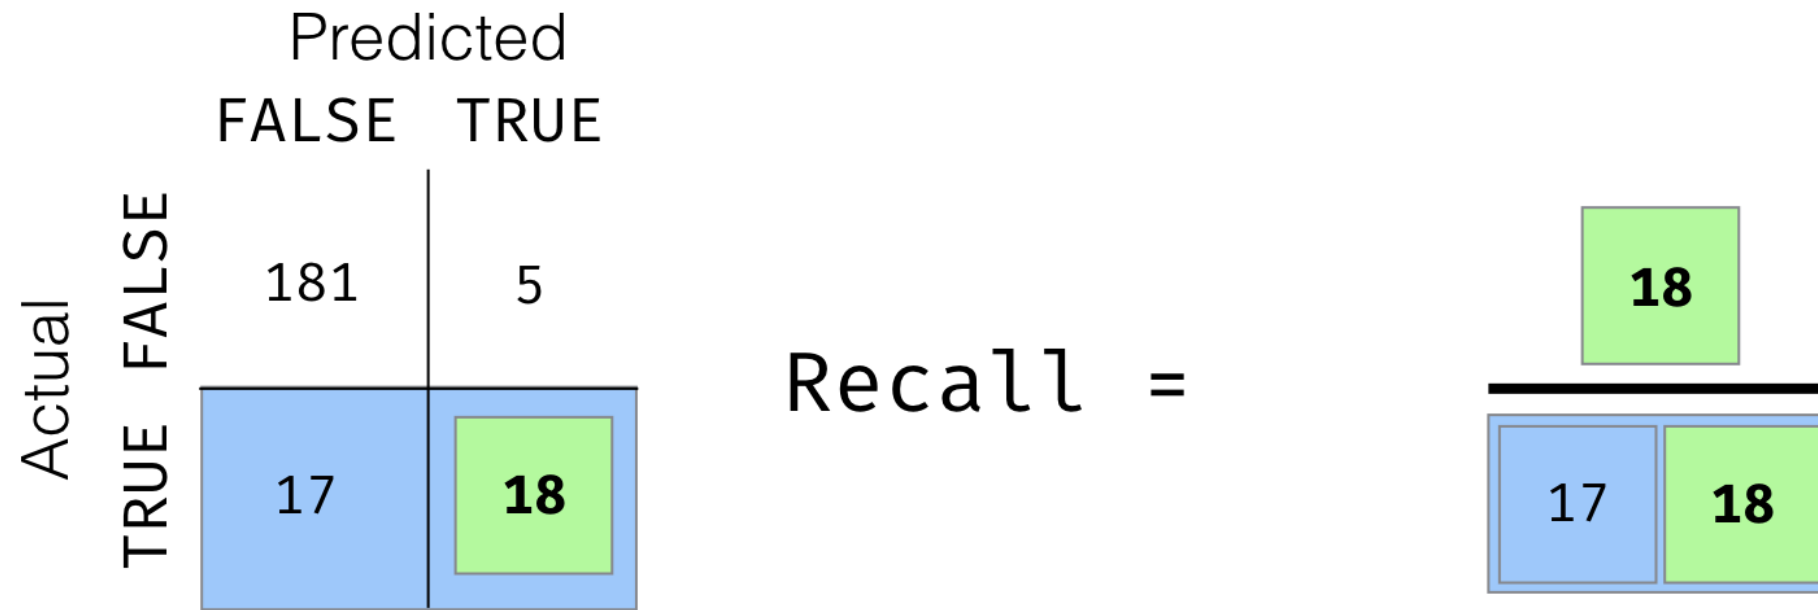 Predicted
FALSE TRUE
Actual
FALSE
181 5
TRUE
17 18
Recall =
18
17 18